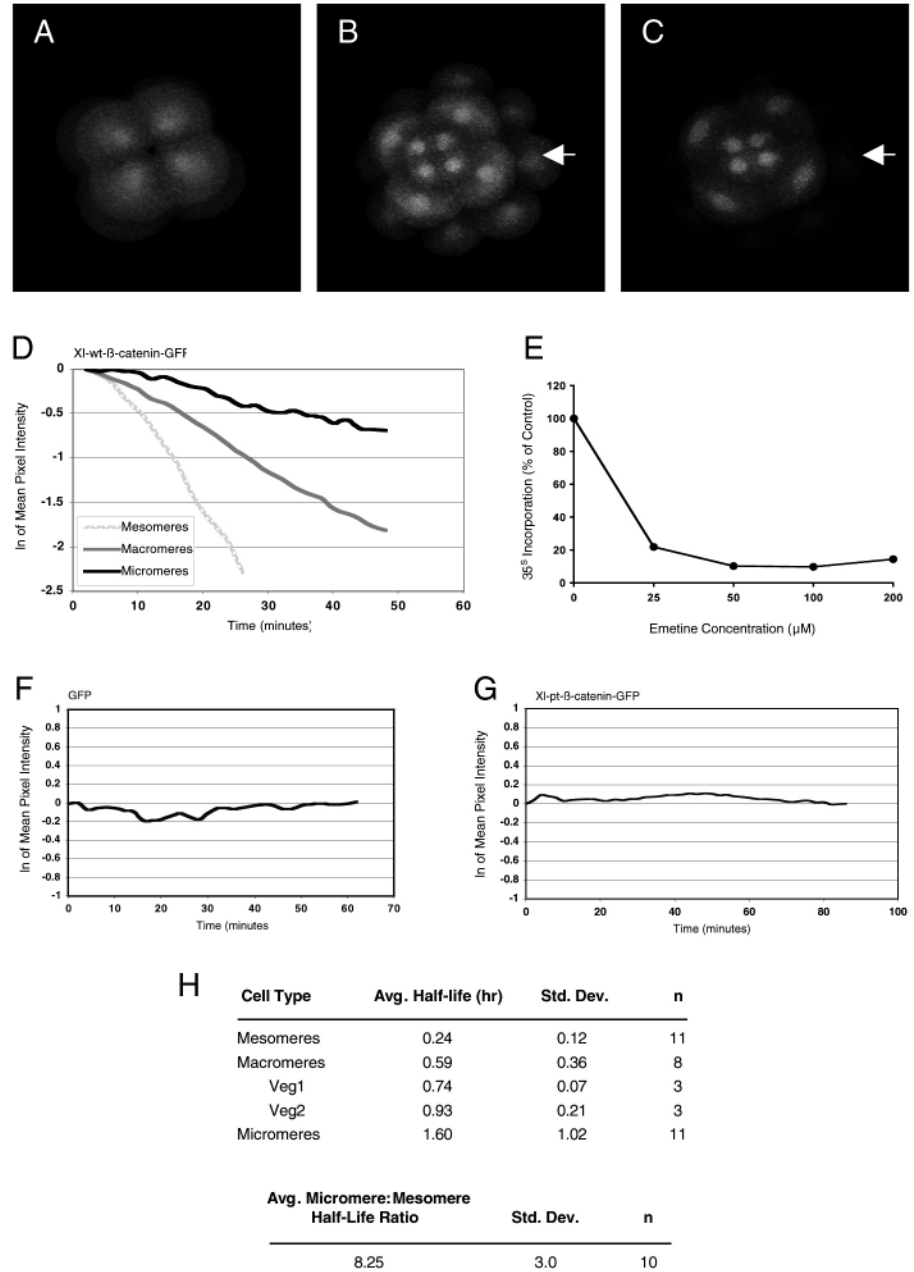 A
B
C
D
Xl-wt-ß-catenin-GFP
ln of Mean Pixel Intensity
0
-0.5
-1
-1.5
-2
-2.5
Mesomeres
Macromeres
Micromeres
0 10 20 30 40 50 60
Time (minutes)
E
35S Incorporation (% of Control)
120
100
80
60
40
20
0
0 25 50 100 200
Emetine Concentration (µM)
F
GFP
ln of Mean Pixel Intensity
1
0.8
0.6
0.4
0.2
0
-0.2
-0.4
-0.6
-0.8
-1
0 10 20 30 40 50 60 70
Time (minutes
G
Xl-pt-ß-catenin-GFP
ln of Mean Pixel Intensity
1
0.8
0.6
0.4
0.2
0
-0.2
-0.4
-0.6
-0.8
-1
0 20 40 60 80 100
Time (minutes)
H
Cell Type Avg. Half-life (hr) Std. Dev. n
Mesomeres 0.24 0.12 11
Macromeres 0.59 0.36 8
Veg1 0.74 0.07 3
Veg2 0.93 0.21 3
Micromeres 1.60 1.02 11
Avg. Micromere:Mesomere
Half-Life Ratio Std. Dev. n
8.25 3.0 10